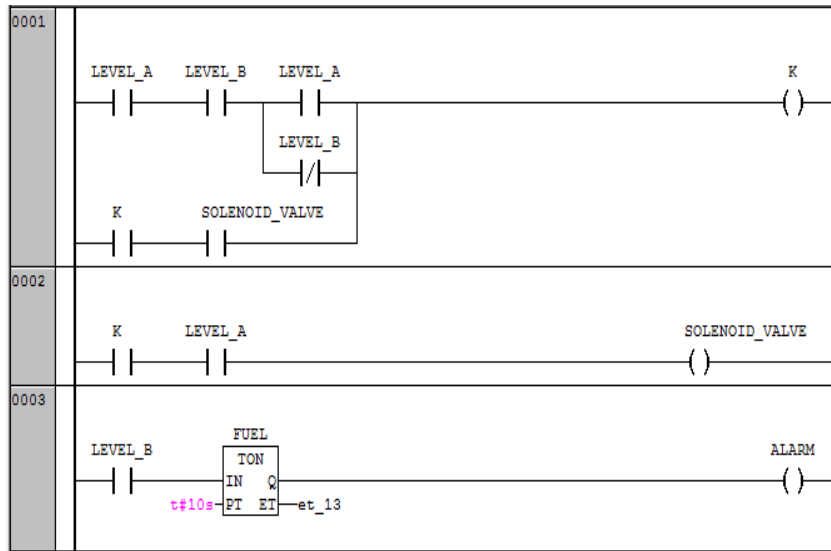 0001
LEVEL_A LEVEL_B LEVEL_A K
LEVEL_B
K SOLENOID_VALVE
0002
K LEVEL_A SOLENOID_VALVE
0003
FUEL
LEVEL_B TON ALARM
IN Q
t#10s PT ET et_13